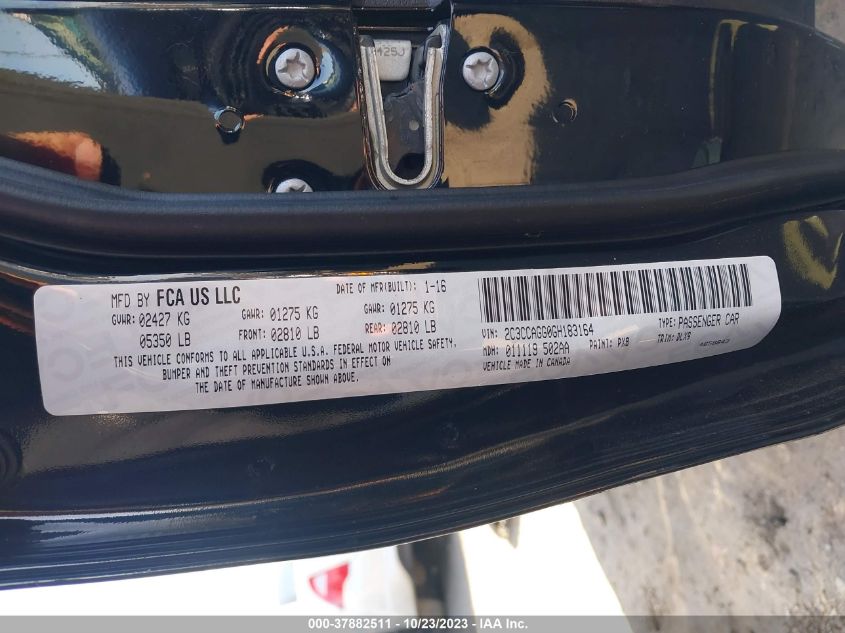 MFD BY FCA US LLC
DATE OF MFR(BUILT): 1-16
GVWR: 02427 KG
GAWR: 01275 KG
GAWR: 01275 KG
05350 LB
FRONT: 02810 LB
REAR: 02810 LB
THIS VEHICLE CONFORMS TO ALL APPLICABLE U.S.A. FEDERAL MOTOR VEHICLE SAFETY,
BUMPER AND THEFT PREVENTION STANDARDS IN EFFECT ON
THE DATE OF MANUFACTURE SHOWN ABOVE.
VIN: 2C3CCAGG0GH183164
TYPE: PASSENGER CAR
MDH: 011119 502AA
PAINT: PX8
TRIM: DLY9
VEHICLE MADE IN CANADA
000-37882511 - 10/23/2023 - IAA Inc.